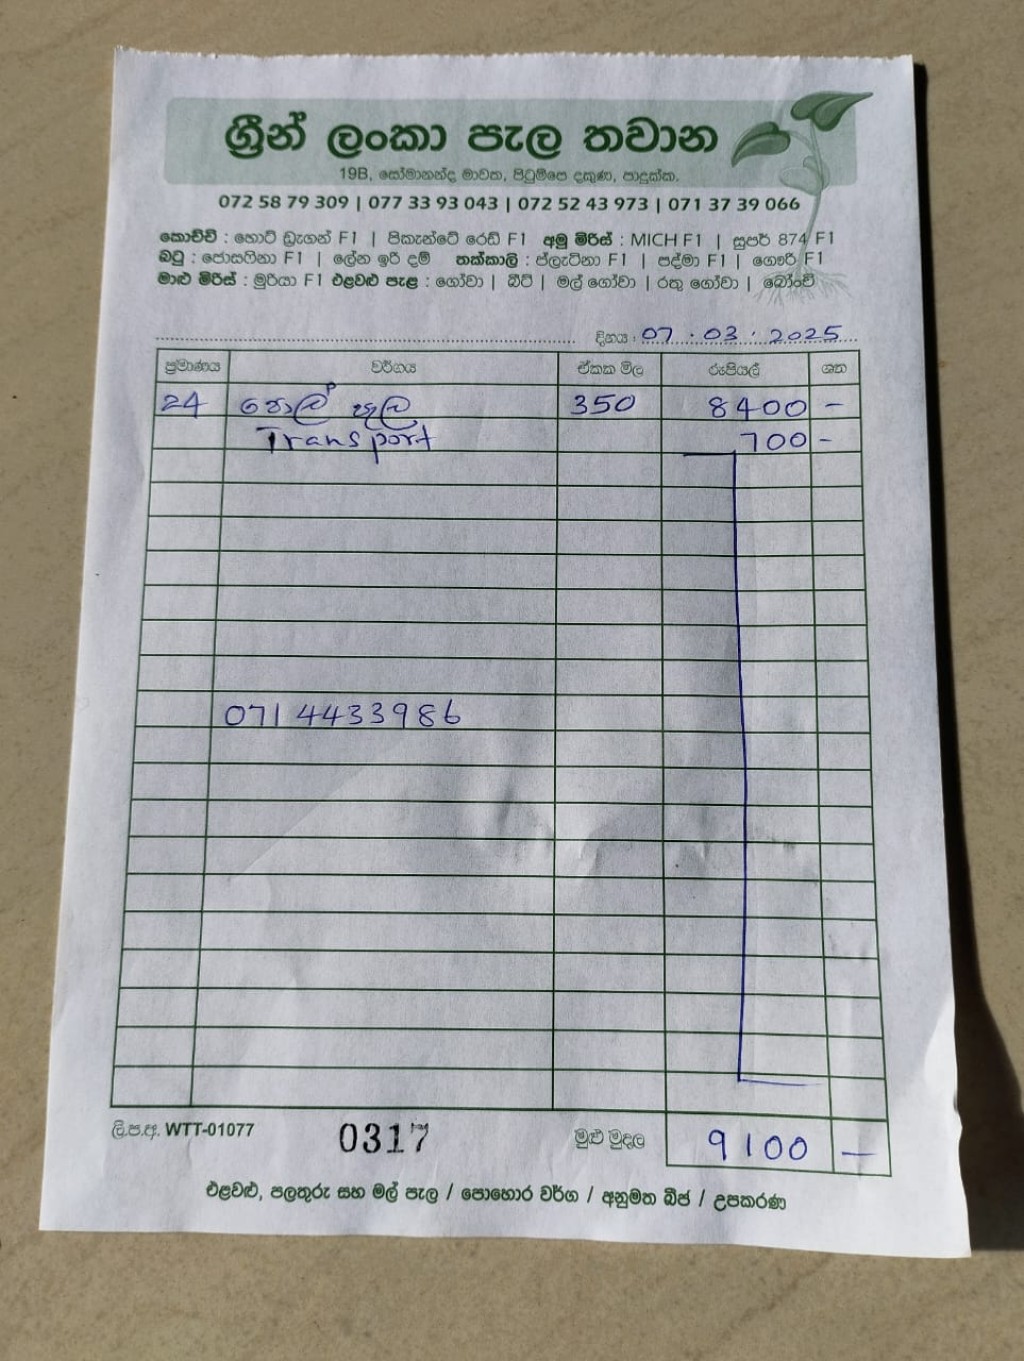 ග්‍රීන් ලංකා පැල තවාන
19B, සෝමානන්ද මාවත, පිටුම්පෙ දකුණ, පාදුක්ක.
072 58 79 309 | 077 33 93 043 | 072 52 43 973 | 071 37 39 066
කොච්චි : හොට් ඩ්‍රැගන් F1 | පිකැන්ටේ රෙඩ් F1 අමු මිරිස් : MICH F1 | සුපර් 874 F1
බටු : ජොසෆිනා F1 | ලේන ඉරි දම් තක්කාලි : ප්ලැටිනා F1 | පද්මා F1 | ගෞරි F1
මාළු මිරිස් : මුරියා F1 එළවළු පැළ : ගෝවා | බීට් | මල් ගෝවා | රතු ගෝවා | බෝංචි
දිනය : 07 . 03 . 2025
ප්‍රමාණය වර්ගය ඒකක මිල රුපියල් ශත
24 පොල් පැල 350 8400 -
Transport 700 -
0714433986
ලි.ප.අ. WTT-01077 0317 මුළු මුදල 9100 —
එළවළු, පලතුරු සහ මල් පැල / පොහොර වර්ග / අනුමත බීජ / උපකරණ